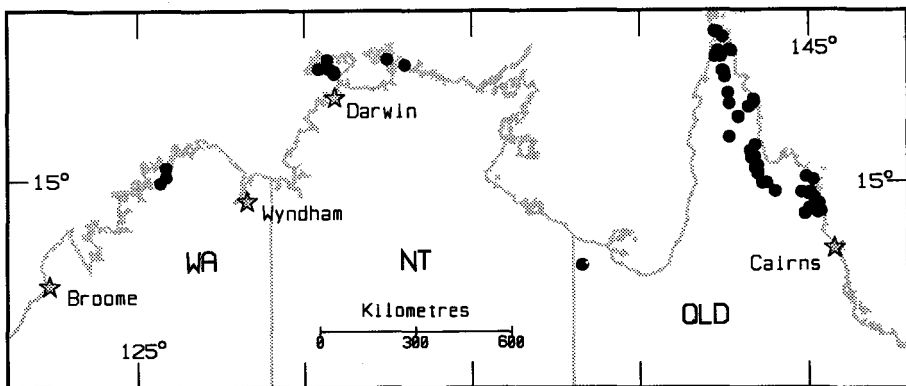 145°
Darwin
15°
15°
Wyndham
WA
NT
Cairns
Broome
Kilometres
QLD
0 300 600
125°